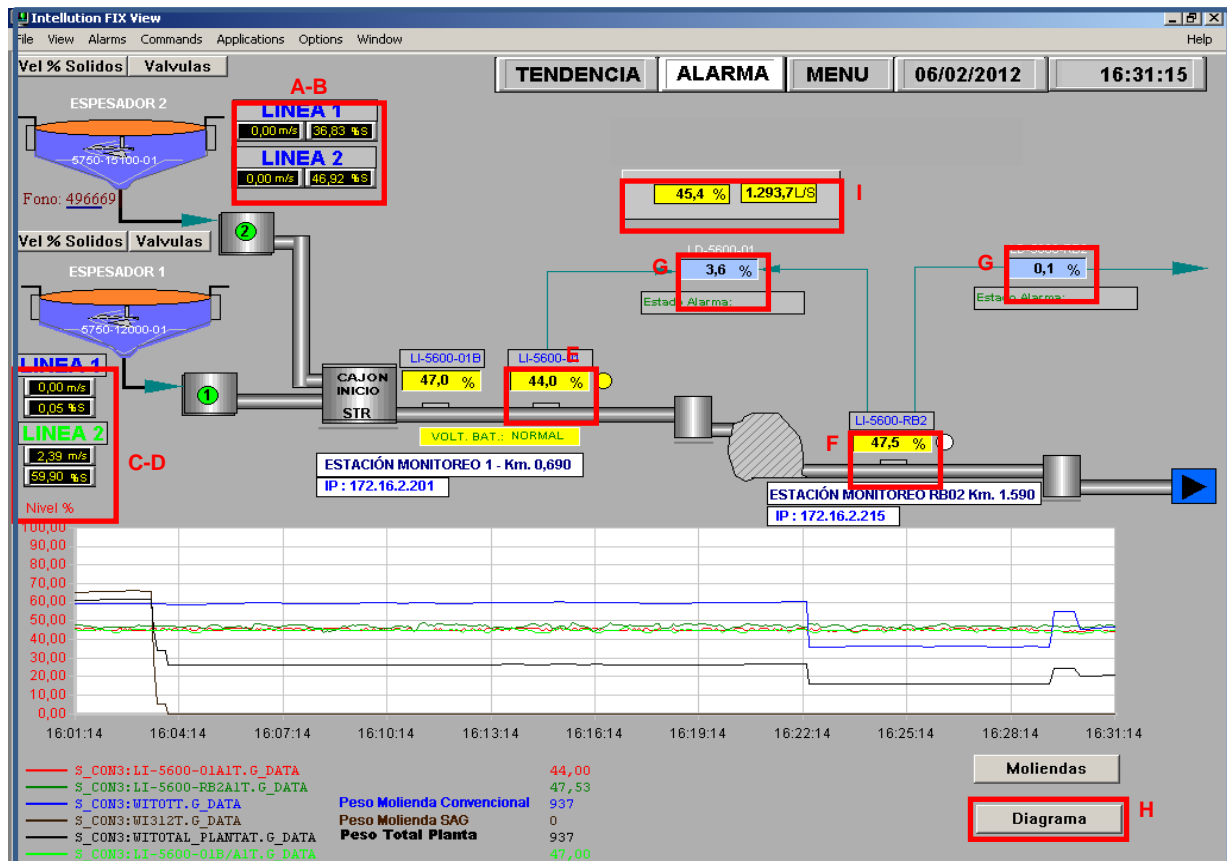 Intellution FIX View
File View Alarms Commands Applications Options Window Help
Vel % Solidos Valvulas
TENDENCIA ALARMA MENU 06/02/2012 16:31:15
A-B
ESPESADOR 2
LINEA 1
0,00 m/s 36,83 %S
LINEA 2
0,00 m/s 46,92 %S
5750-15100-01
Fono: 496669
45,4 % 1.293,7L/S
I
2
Vel % Solidos Valvulas
ESPESADOR 1
LD-5600-01
G
3,6 %
Estado Alarma:
LD-5600-RB2
G
0,1 %
Estado Alarma:
5750-12000-01
LINEA 1
0,00 m/s
0,05 %S
LINEA 2
2,39 m/s
59,90 %S
C-D
Nivel %
1
CAJON
INICIO
STR
LI-5600-01B
47,0 %
LI-5600-01
E
44,0 %
VOLT. BAT.: NORMAL
ESTACIÓN MONITOREO 1 - Km. 0,690
IP : 172.16.2.201
LI-5600-RB2
F
47,5 %
ESTACIÓN MONITOREO RB02 Km. 1.590
IP : 172.16.2.215
100,00
90,00
80,00
70,00
60,00
50,00
40,00
30,00
20,00
10,00
0,00
16:01:14 16:04:14 16:07:14 16:10:14 16:13:14 16:16:14 16:19:14 16:22:14 16:25:14 16:28:14 16:31:14
S_CON3:LI-5600-01A1T.G_DATA 44,00
S_CON3:LI-5600-RB2A1T.G_DATA 47,53
S_CON3:WITOTT.G_DATA Peso Molienda Convencional 937
S_CON3:WI312T.G_DATA Peso Molienda SAG 0
S_CON3:WITOTAL_PLANTAT.G_DATA Peso Total Planta 937
S_CON3:LI-5600-01B/A1T.G_DATA 47,00
Moliendas
Diagrama
H